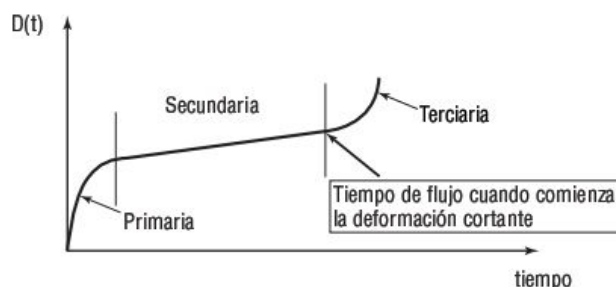 D(t)
Secundaria
Terciaria
Tiempo de flujo cuando comienza
la deformación cortante
Primaria
tiempo